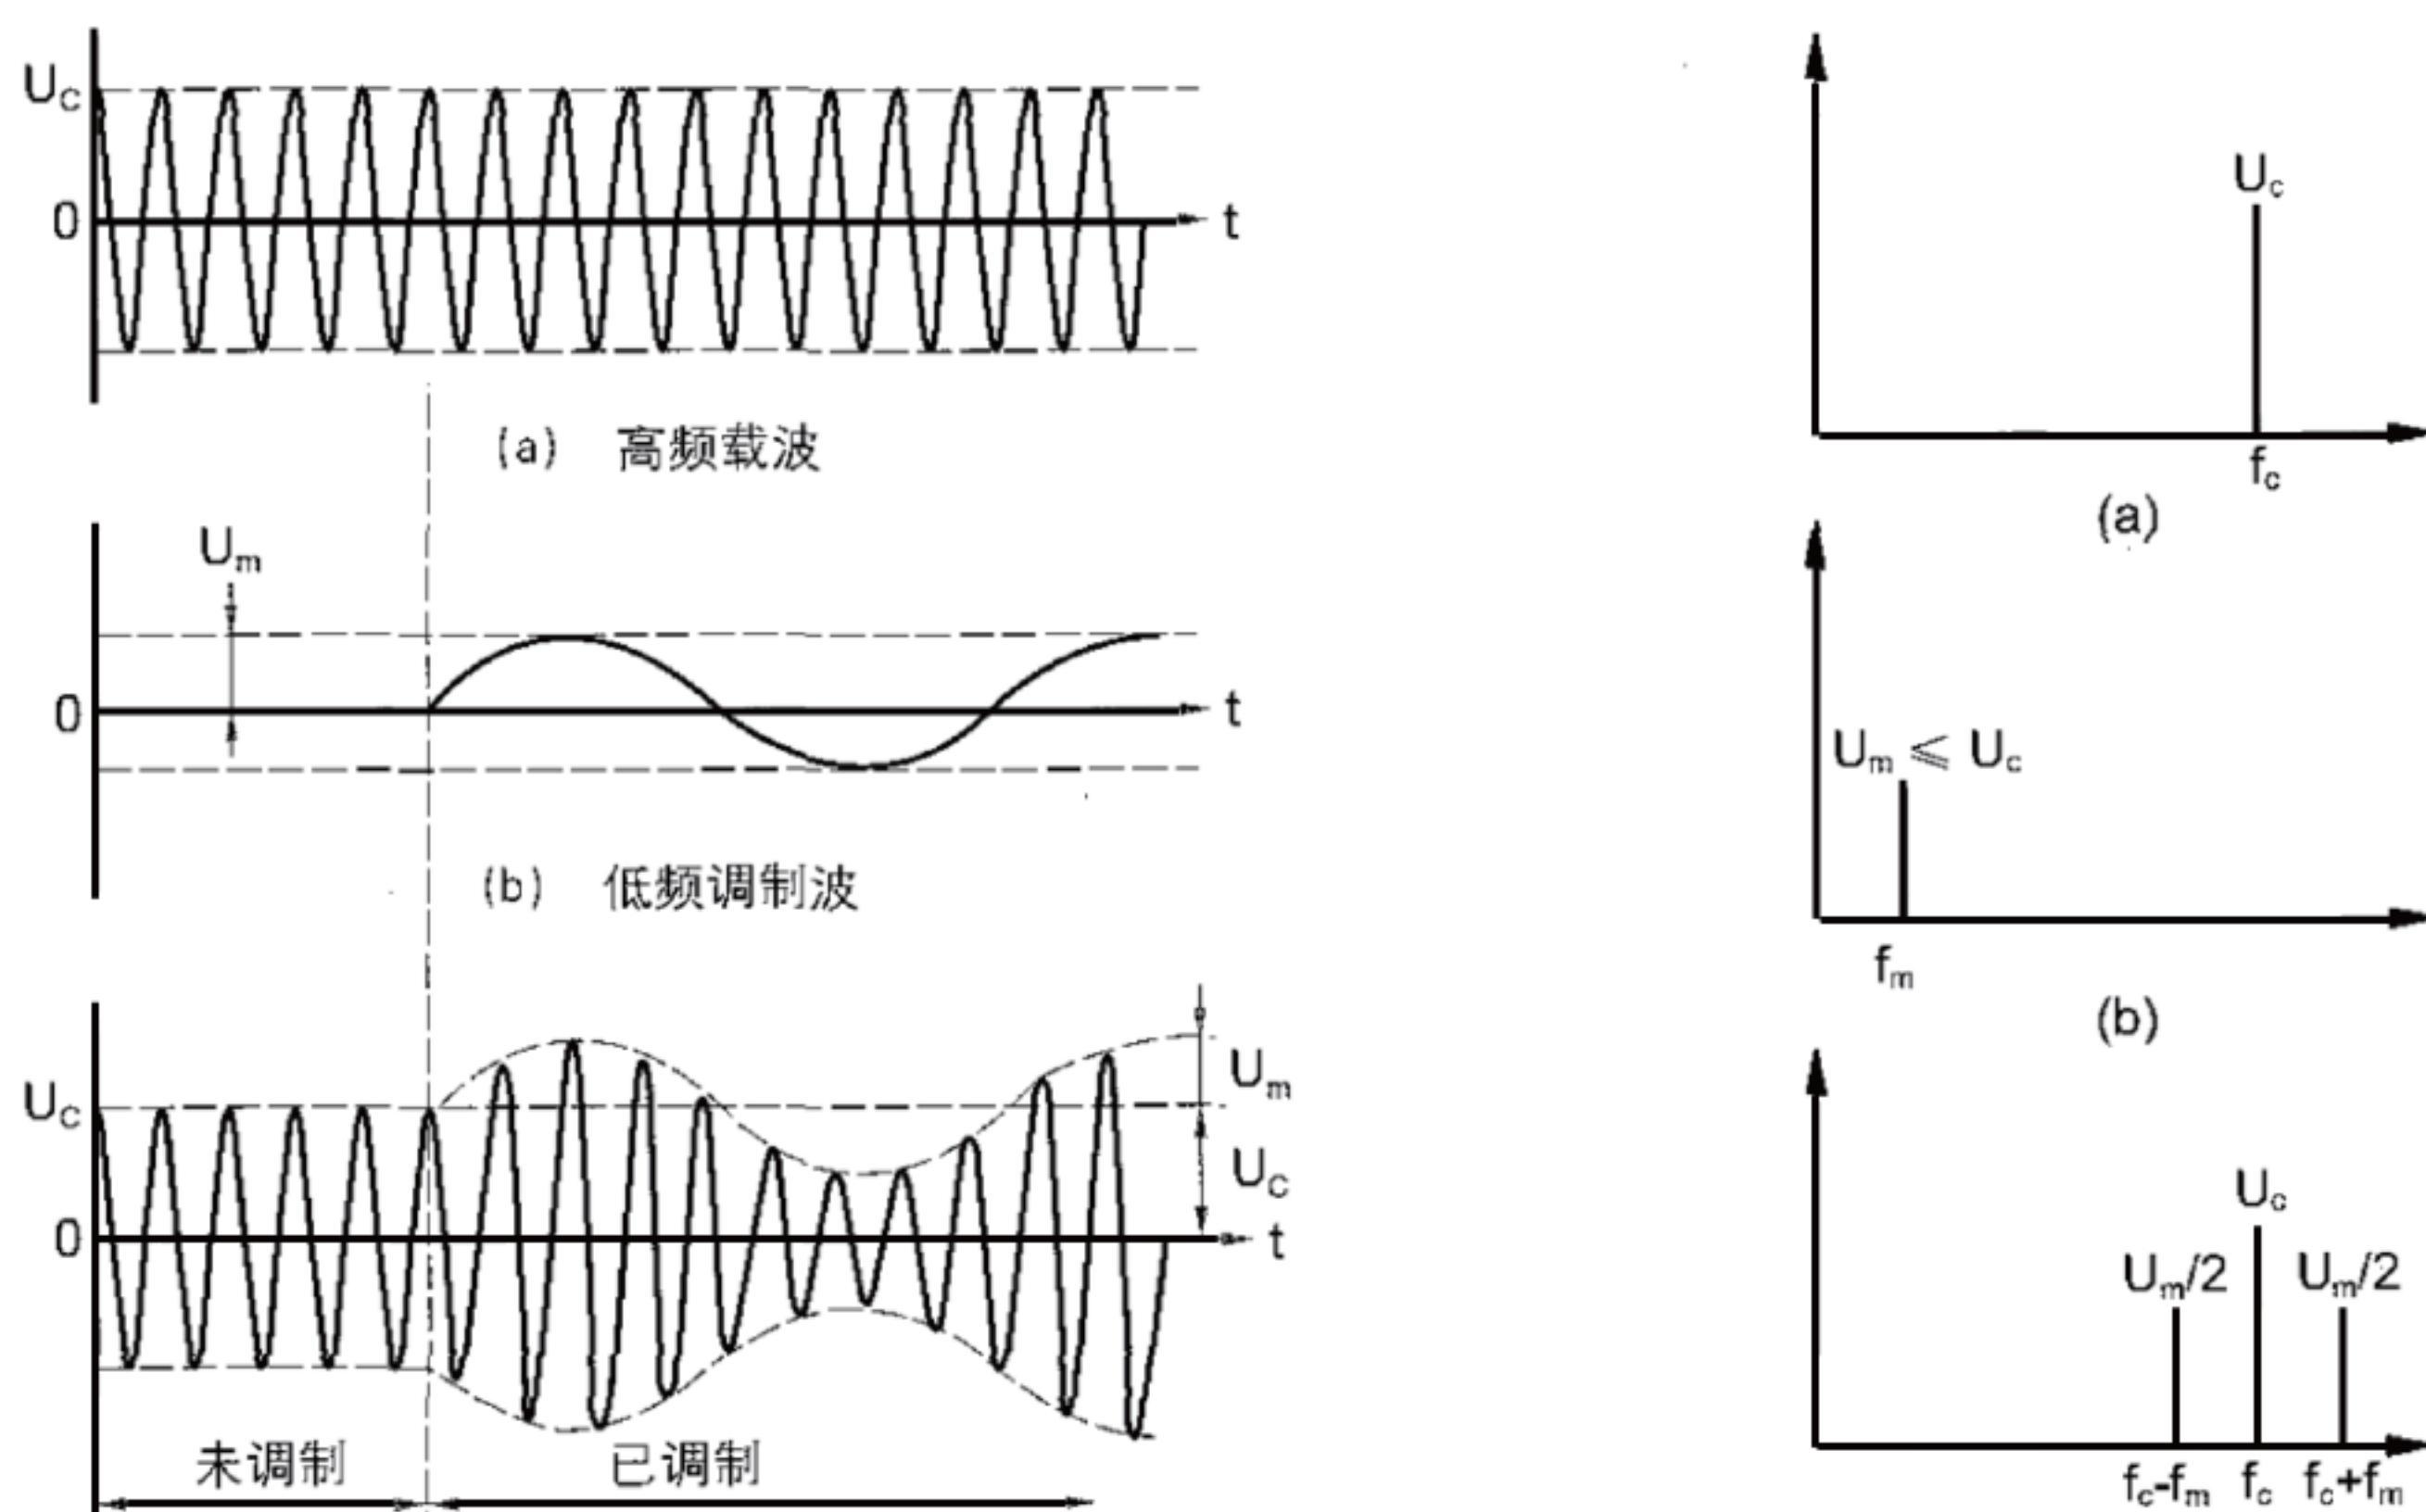 U_c
0
t
(a) 高频载波
U_m
0
t
(b) 低频调制波
U_c
0
t
U_m
U_c
未调制
已调制
U_c
f_c
(a)
U_m ≤ U_c
f_m
(b)
U_c
U_m/2
U_m/2
f_c-f_m
f_c
f_c+f_m